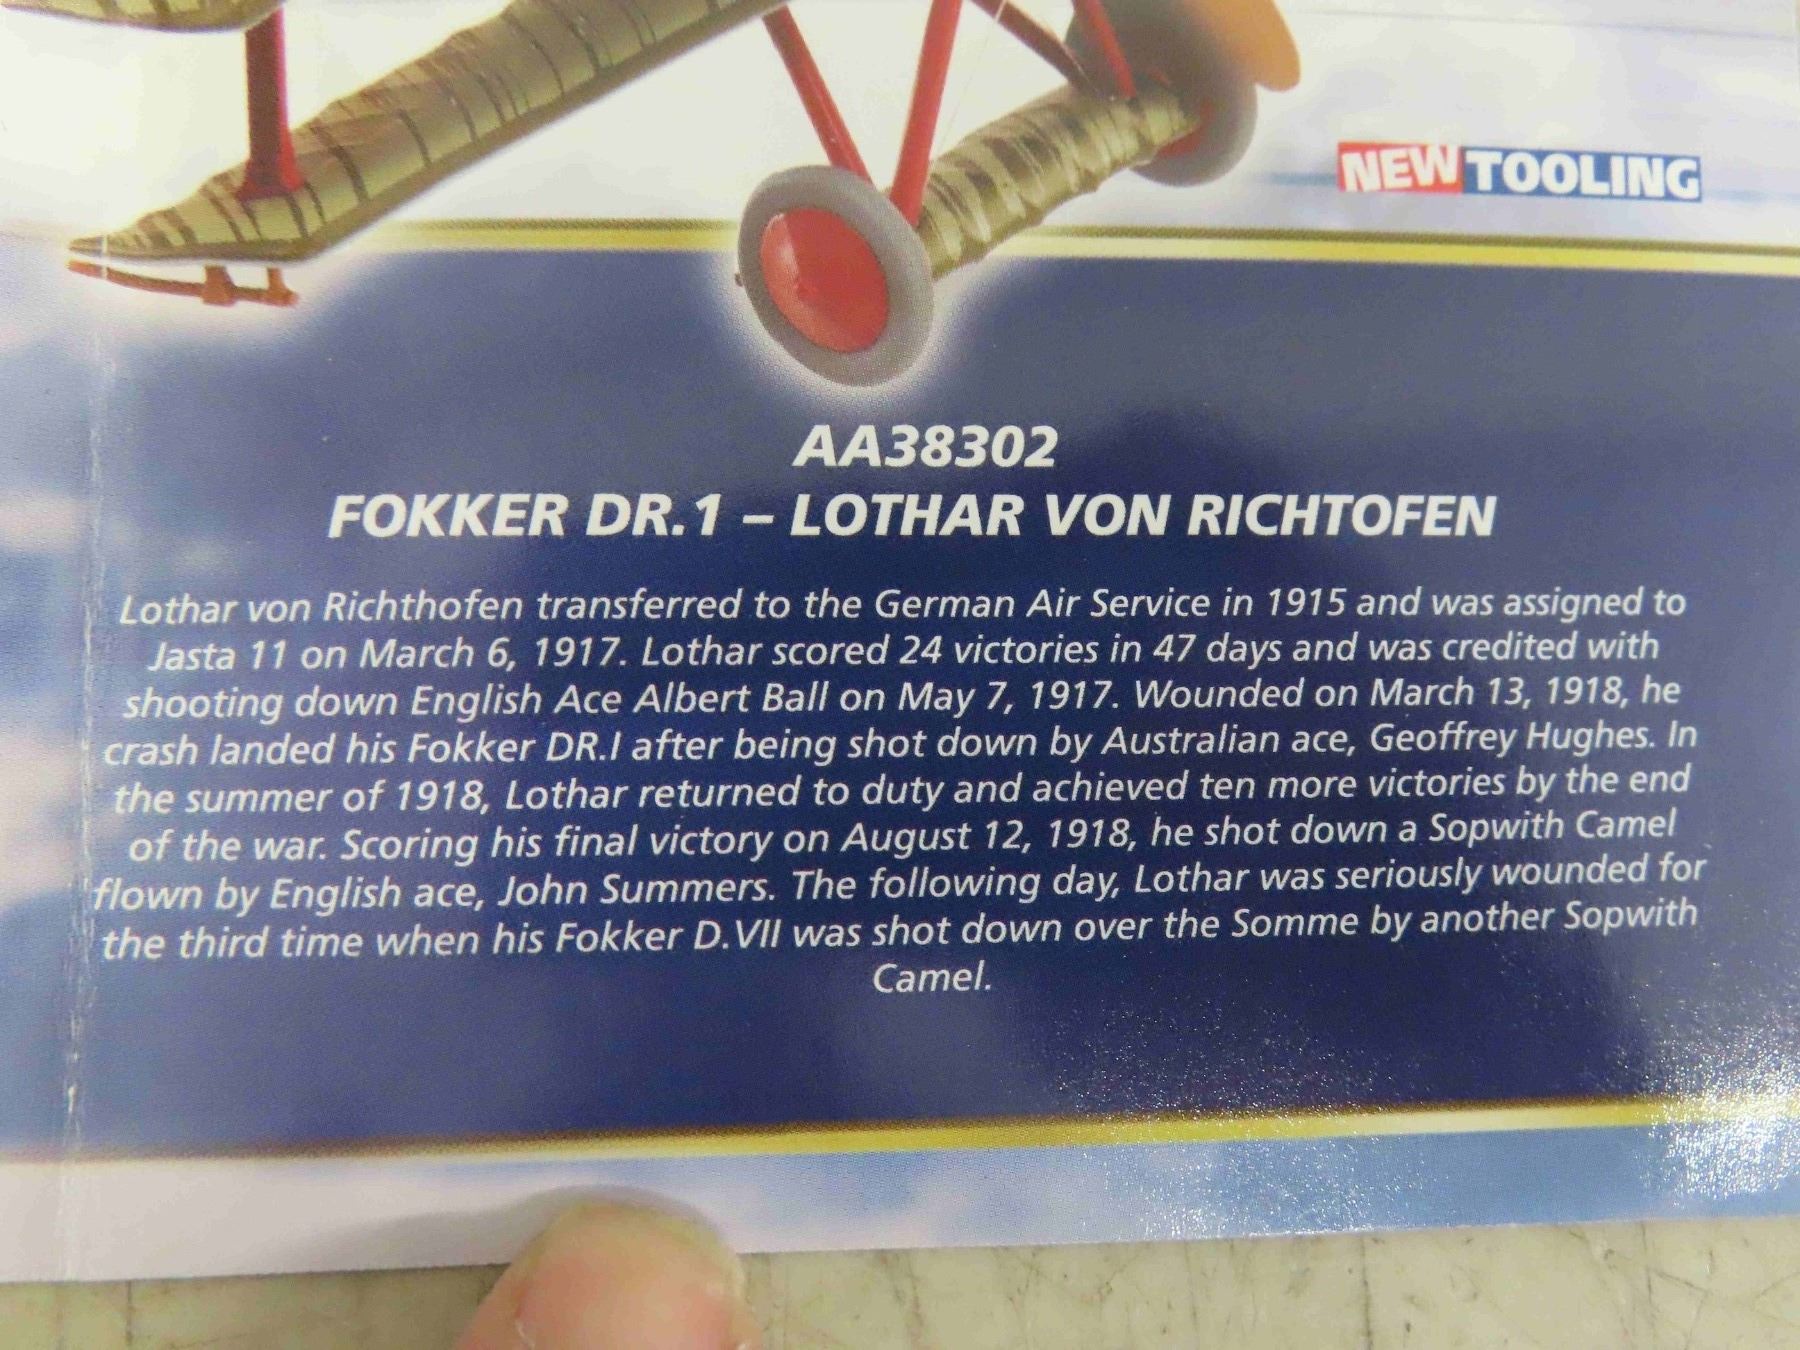 NEW TOOLING
AA38302
FOKKER DR.1 – LOTHAR VON RICHTOFEN
Lothar von Richthofen transferred to the German Air Service in 1915 and was assigned to
Jasta 11 on March 6, 1917. Lothar scored 24 victories in 47 days and was credited with
shooting down English Ace Albert Ball on May 7, 1917. Wounded on March 13, 1918, he
crash landed his Fokker DR.I after being shot down by Australian ace, Geoffrey Hughes. In
the summer of 1918, Lothar returned to duty and achieved ten more victories by the end
of the war. Scoring his final victory on August 12, 1918, he shot down a Sopwith Camel
flown by English ace, John Summers. The following day, Lothar was seriously wounded for
the third time when his Fokker D.VII was shot down over the Somme by another Sopwith
Camel.